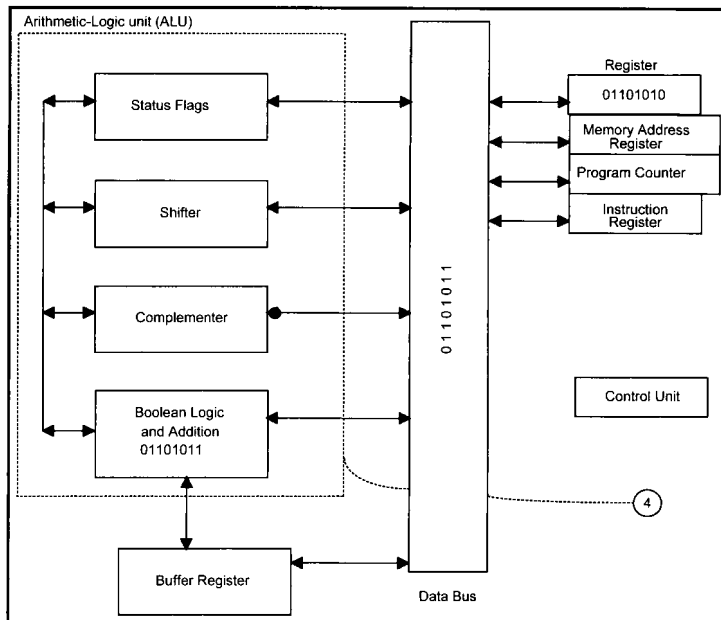 Arithmetic-Logic unit (ALU)
Status Flags
Shifter
Complementer
Boolean Logic
and Addition
01101011
Buffer Register
01101011
Data Bus
Register
01101010
Memory Address
Register
Program Counter
Instruction
Register
Control Unit
4